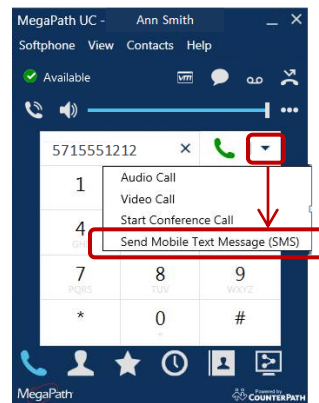 MegaPath UC - Ann Smith
Softphone View Contacts Help
Available
vm
5715551212
Audio Call
Video Call
Start Conference Call
Send Mobile Text Message (SMS)
1
4
GHI
7 8 9
PQRS TUV WXYZ
* 0 #
+
MegaPath
Powered by
COUNTERPATH